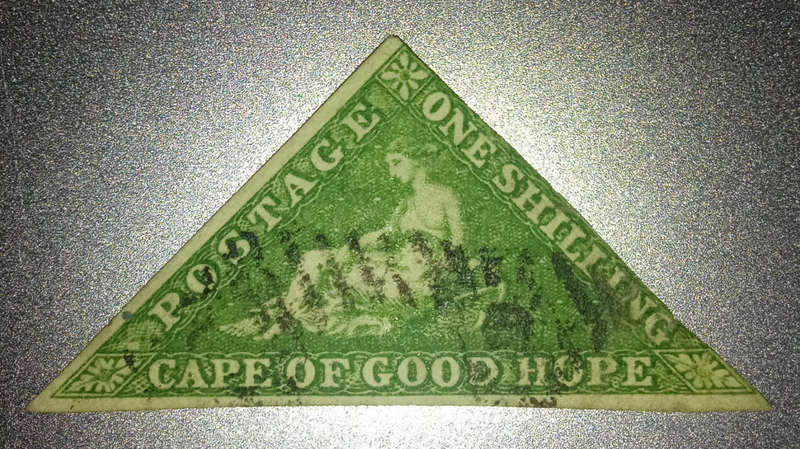 POSTAGE
ONE SHILLING
CAPE OF GOOD HOPE